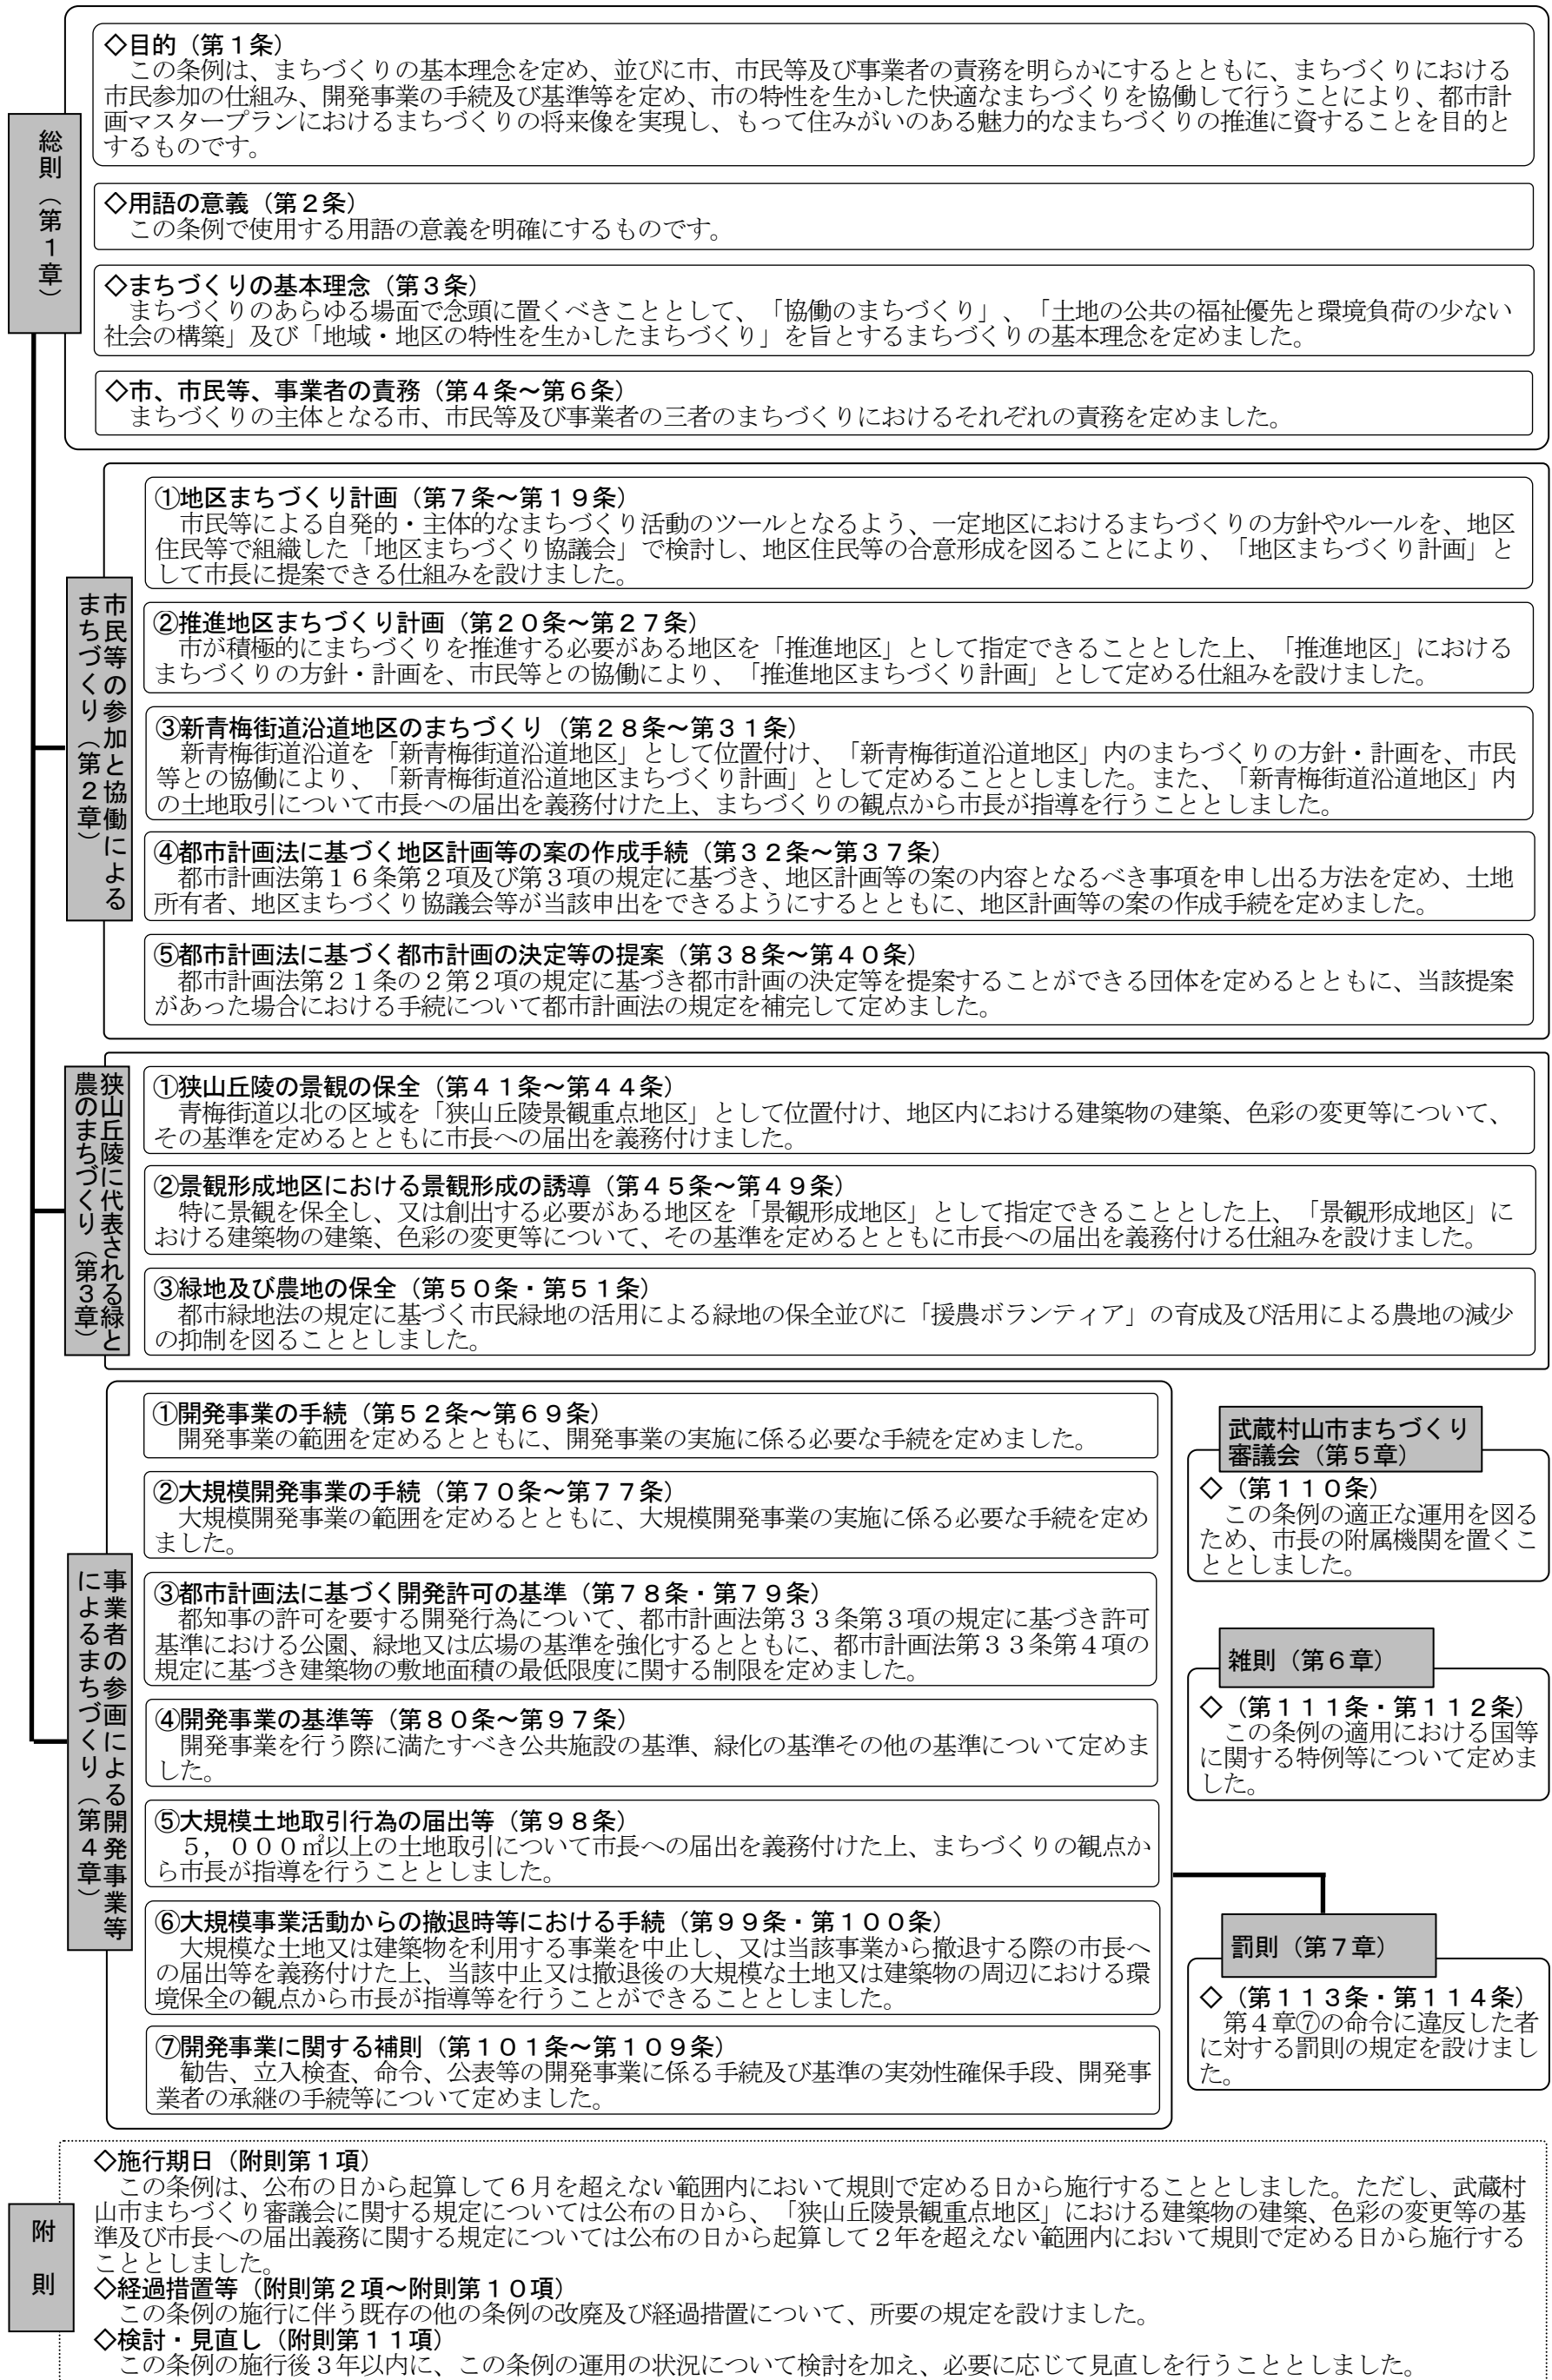 総則（第１章）
◇目的（第１条）
　この条例は、まちづくりの基本理念を定め、並びに市、市民等及び事業者の責務を明らかにするとともに、まちづくりにおける
市民参加の仕組み、開発事業の手続及び基準等を定め、市の特性を生かした快適なまちづくりを協働して行うことにより、都市計
画マスタープランにおけるまちづくりの将来像を実現し、もって住みがいのある魅力的なまちづくりの推進に資することを目的と
するものです。
◇用語の意義（第２条）
　この条例で使用する用語の意義を明確にするものです。
◇まちづくりの基本理念（第３条）
　まちづくりのあらゆる場面で念頭に置くべきこととして、「協働のまちづくり」、「土地の公共の福祉優先と環境負荷の少ない
社会の構築」及び「地域・地区の特性を生かしたまちづくり」を旨とするまちづくりの基本理念を定めました。
◇市、市民等、事業者の責務（第４条～第６条）
　まちづくりの主体となる市、市民等及び事業者の三者のまちづくりにおけるそれぞれの責務を定めました。
市民等の参加と協働による
まちづくり（第２章）
①地区まちづくり計画（第７条～第１９条）
　市民等による自発的・主体的なまちづくり活動のツールとなるよう、一定地区におけるまちづくりの方針やルールを、地区
住民等で組織した「地区まちづくり協議会」で検討し、地区住民等の合意形成を図ることにより、「地区まちづくり計画」と
して市長に提案できる仕組みを設けました。
②推進地区まちづくり計画（第２０条～第２７条）
　市が積極的にまちづくりを推進する必要がある地区を「推進地区」として指定できることとした上、「推進地区」における
まちづくりの方針・計画を、市民等との協働により、「推進地区まちづくり計画」として定める仕組みを設けました。
③新青梅街道沿道地区のまちづくり（第２８条～第３１条）
　新青梅街道沿道を「新青梅街道沿道地区」として位置付け、「新青梅街道沿道地区」内のまちづくりの方針・計画を、市民
等との協働により、「新青梅街道沿道地区まちづくり計画」として定めることとしました。また、「新青梅街道沿道地区」内
の土地取引について市長への届出を義務付けた上、まちづくりの観点から市長が指導を行うこととしました。
④都市計画法に基づく地区計画等の案の作成手続（第３２条～第３７条）
　都市計画法第１６条第２項及び第３項の規定に基づき、地区計画等の案の内容となるべき事項を申し出る方法を定め、土地
所有者、地区まちづくり協議会等が当該申出をできるようにするとともに、地区計画等の案の作成手続を定めました。
⑤都市計画法に基づく都市計画の決定等の提案（第３８条～第４０条）
　都市計画法第２１条の２第２項の規定に基づき都市計画の決定等を提案することができる団体を定めるとともに、当該提案
があった場合における手続について都市計画法の規定を補完して定めました。
狭山丘陵に代表される緑と
農のまちづくり（第３章）
①狭山丘陵の景観の保全（第４１条～第４４条）
　青梅街道以北の区域を「狭山丘陵景観重点地区」として位置付け、地区内における建築物の建築、色彩の変更等について、
その基準を定めるとともに市長への届出を義務付けました。
②景観形成地区における景観形成の誘導（第４５条～第４９条）
　特に景観を保全し、又は創出する必要がある地区を「景観形成地区」として指定できることとした上、「景観形成地区」に
おける建築物の建築、色彩の変更等について、その基準を定めるとともに市長への届出を義務付ける仕組みを設けました。
③緑地及び農地の保全（第５０条・第５１条）
　都市緑地法の規定に基づく市民緑地の活用による緑地の保全並びに「援農ボランティア」の育成及び活用による農地の減少
の抑制を図ることとしました。
事業者の参画による開発事業等
によるまちづくり（第４章）
①開発事業の手続（第５２条～第６９条）
　開発事業の範囲を定めるとともに、開発事業の実施に係る必要な手続を定めました。
②大規模開発事業の手続（第７０条～第７７条）
　大規模開発事業の範囲を定めるとともに、大規模開発事業の実施に係る必要な手続を定め
ました。
③都市計画法に基づく開発許可の基準（第７８条・第７９条）
　都知事の許可を要する開発行為について、都市計画法第３３条第３項の規定に基づき許可
基準における公園、緑地又は広場の基準を強化するとともに、都市計画法第３３条第４項の
規定に基づき建築物の敷地面積の最低限度に関する制限を定めました。
④開発事業の基準等（第８０条～第９７条）
　開発事業を行う際に満たすべき公共施設の基準、緑化の基準その他の基準について定めま
した。
⑤大規模土地取引行為の届出等（第９８条）
　５，０００㎡以上の土地取引について市長への届出を義務付けた上、まちづくりの観点か
ら市長が指導を行うこととしました。
⑥大規模事業活動からの撤退時等における手続（第９９条・第１００条）
　大規模な土地又は建築物を利用する事業を中止し、又は当該事業から撤退する際の市長へ
の届出等を義務付けた上、当該中止又は撤退後の大規模な土地又は建築物の周辺における環
境保全の観点から市長が指導等を行うことができることとしました。
⑦開発事業に関する補則（第１０１条～第１０９条）
　勧告、立入検査、命令、公表等の開発事業に係る手続及び基準の実効性確保手段、開発事
業者の承継の手続等について定めました。
武蔵村山市まちづくり
審議会（第５章）
◇（第１１０条）
　この条例の適正な運用を図る
ため、市長の附属機関を置くこ
ととしました。
雑則（第６章）
◇（第１１１条・第１１２条）
　この条例の適用における国等
に関する特例等について定めま
した。
罰則（第７章）
◇（第１１３条・第１１４条）
　第４章⑦の命令に違反した者
に対する罰則の規定を設けまし
た。
附則
◇施行期日（附則第１項）
　この条例は、公布の日から起算して６月を超えない範囲内において規則で定める日から施行することとしました。ただし、武蔵村
山市まちづくり審議会に関する規定については公布の日から、「狭山丘陵景観重点地区」における建築物の建築、色彩の変更等の基
準及び市長への届出義務に関する規定については公布の日から起算して２年を超えない範囲内において規則で定める日から施行する
こととしました。
◇経過措置等（附則第２項～附則第１０項）
　この条例の施行に伴う既存の他の条例の改廃及び経過措置について、所要の規定を設けました。
◇検討・見直し（附則第１１項）
　この条例の施行後３年以内に、この条例の運用の状況について検討を加え、必要に応じて見直しを行うこととしました。